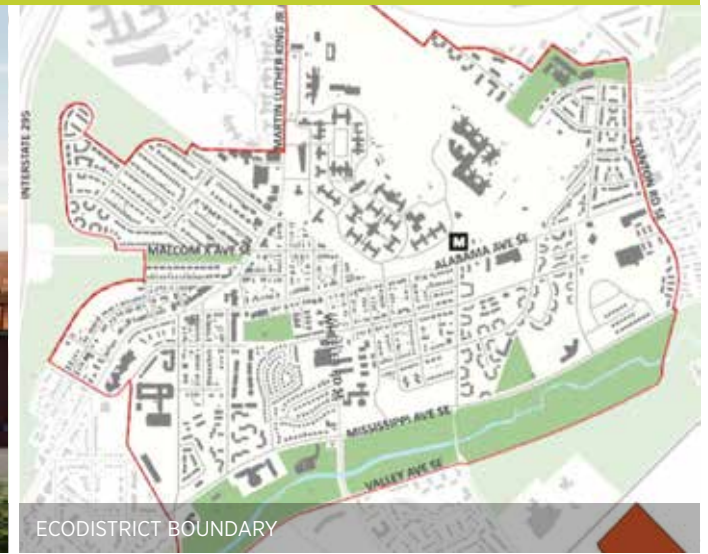 INTERSTATE 295
MARTIN LUTHER KING JR
STANTON RD SE
MALCOM X AVE SE
M
ALABAMA AVE SE
MISSISSIPPI AVE SE
VALLEY AVE SE
ECODISTRICT BOUNDARY